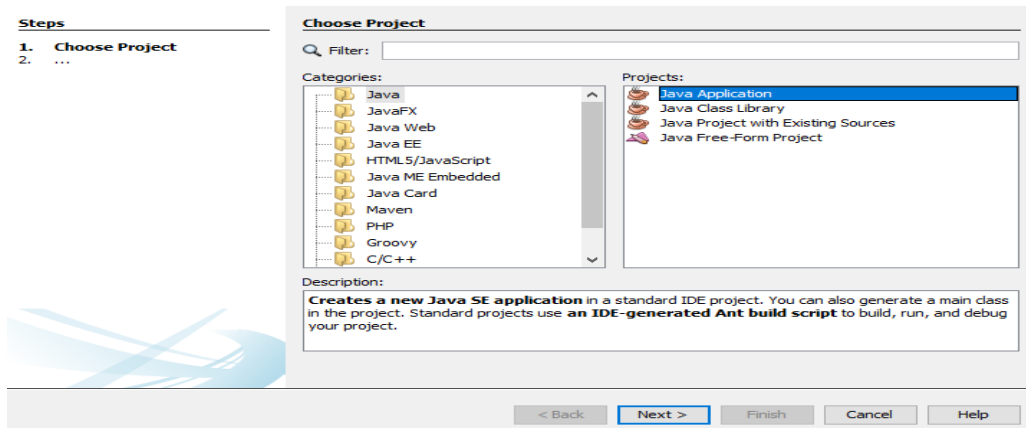 Steps
1. Choose Project
2. ...
Choose Project
Filter:
Categories:
Java
JavaFX
Java Web
Java EE
HTML5/JavaScript
Java ME Embedded
Java Card
Maven
PHP
Groovy
C/C++
Projects:
Java Application
Java Class Library
Java Project with Existing Sources
Java Free-Form Project
Description:
Creates a new Java SE application in a standard IDE project. You can also generate a main class
in the project. Standard projects use an IDE-generated Ant build script to build, run, and debug
your project.
< Back
Next >
Finish
Cancel
Help